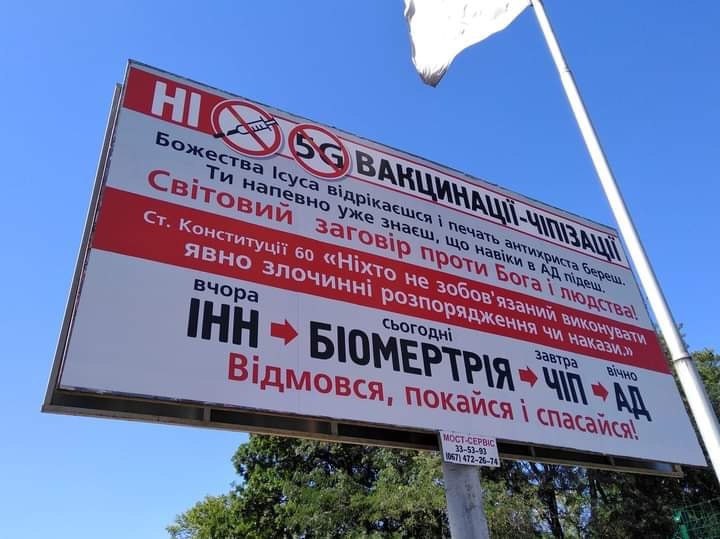 НІ 5G ВАКЦИНАЦІЇ-ЧІПІЗАЦІЇ
Божества Ісуса відрікаєшся і печать антихриста береш.
Ти напевно уже знаєш, що навіки в АД підеш.
Світовий заговір проти Бога і людства!
Ст. Конституції 60 «Ніхто не зобов'язаний виконувати
явно злочинні розпорядження чи накази.»
вчора сьогодні завтра вічно
ІНН БІОМЕРТРІЯ ЧІП АД
Відмовся, покайся і спасайся!
МОСТ-СЕРВІС
33-53-93
(067) 472-26-74